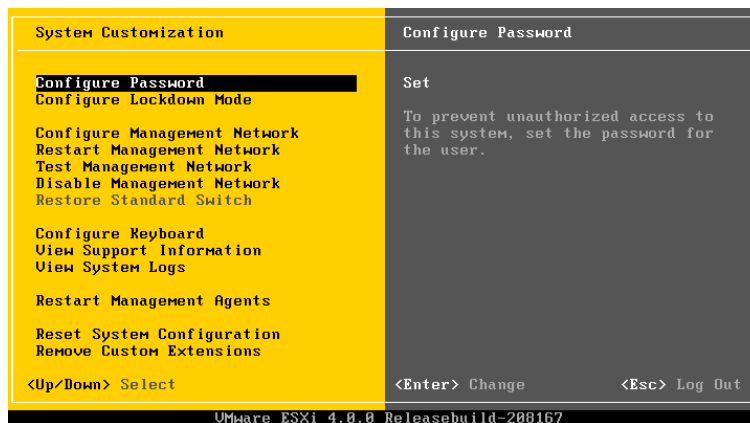 System Customization
Configure Password
Configure Lockdown Mode
Configure Management Network
Restart Management Network
Test Management Network
Disable Management Network
Restore Standard Switch
Configure Keyboard
View Support Information
View System Logs
Restart Management Agents
Reset System Configuration
Remove Custom Extensions
<Up/Down> Select
Configure Password
Set
To prevent unauthorized access to
this system, set the password for
the user.
<Enter> Change
<Esc> Log Out
VMware ESXi 4.0.0 Releasebuild-208167